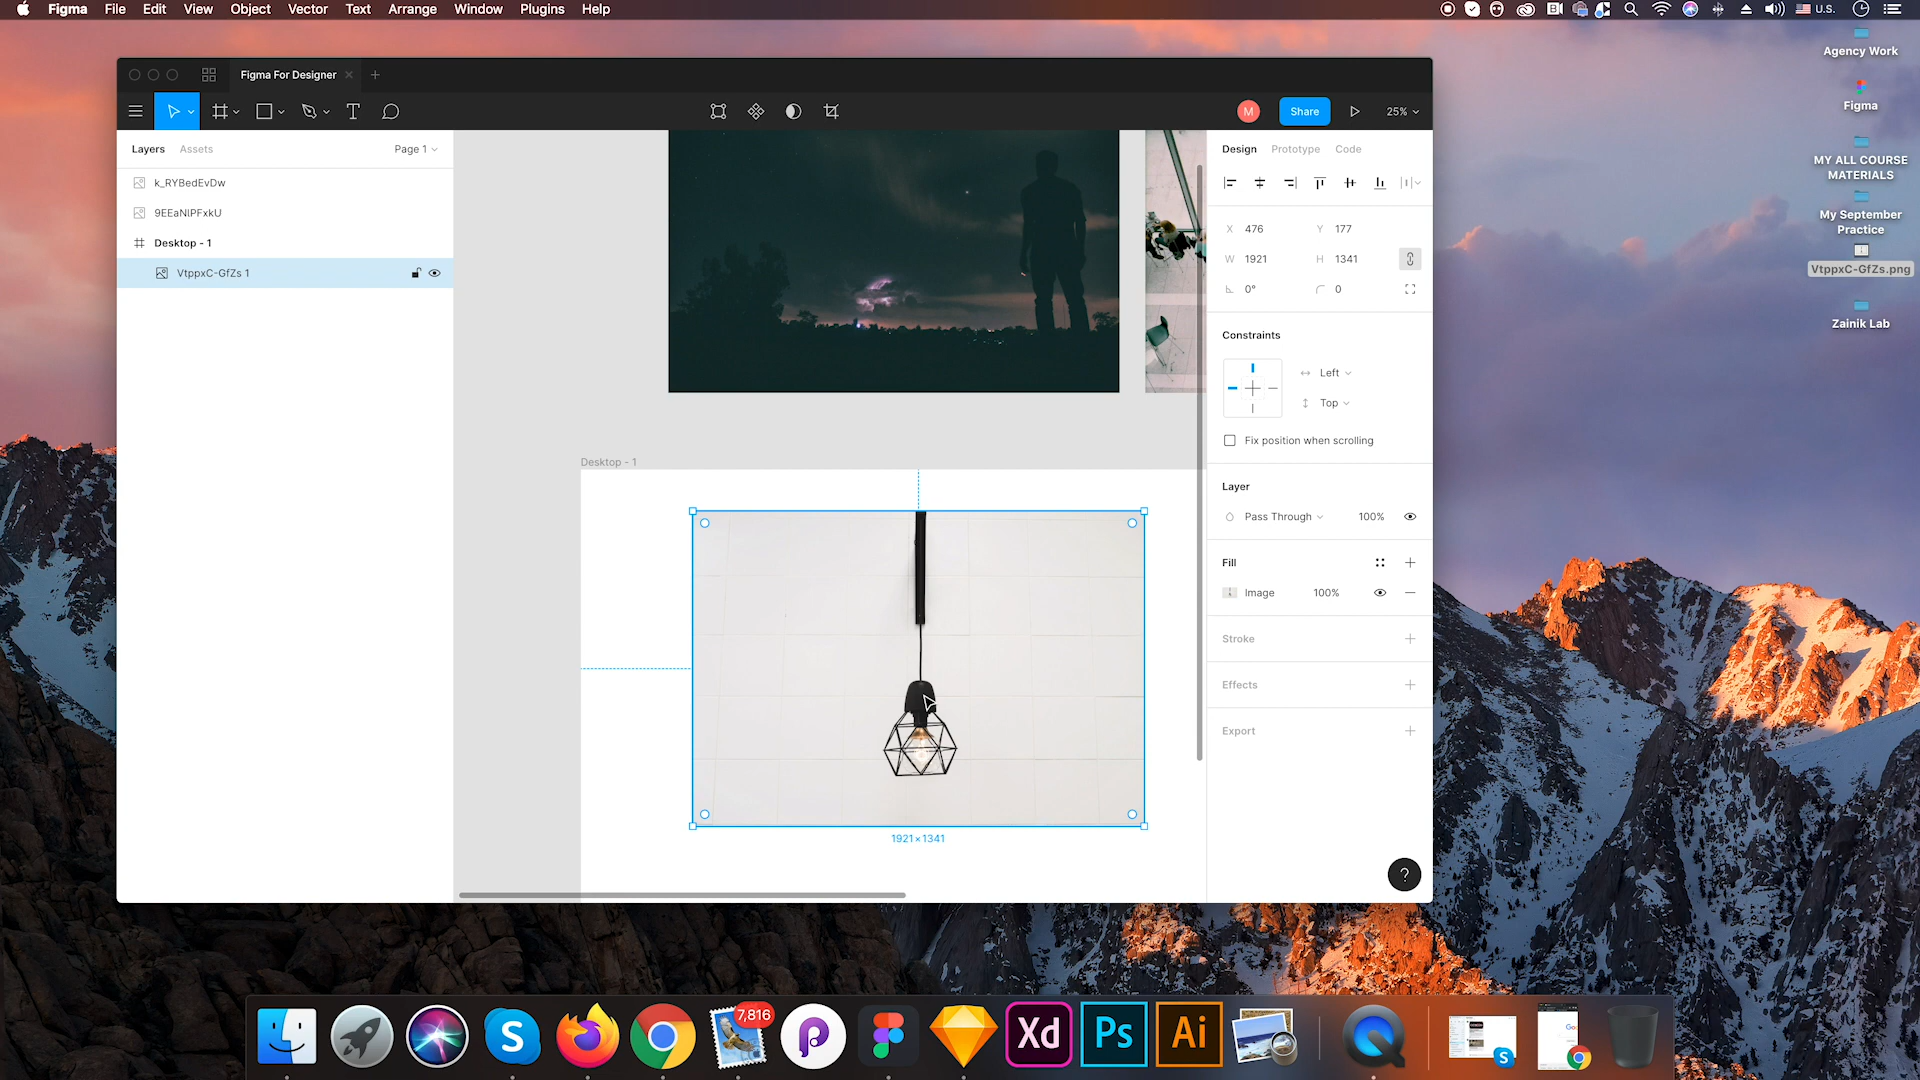 Figma File Edit View Object Vector Text Arrange Window Plugins Help
U.S.
Figma For Designer
Share
25%
M
Layers Assets Page 1
k_RYBedEvDw
9EEaNIPFxkU
Desktop - 1
VtppxC-GfZs 1
Desktop - 1
1921 × 1341
Design Prototype Code
X 476 Y 177
W 1921 H 1341
0° 0
Constraints
Left
Top
Fix position when scrolling
Layer
Pass Through 100%
Fill
Image 100%
Stroke
Effects
Export
?
Agency Work
Figma
MY ALL COURSE
MATERIALS
My September
Practice
VtppxC-GfZs.png
Zainik Lab
7,816
S
Xd
Ps
Ai
S